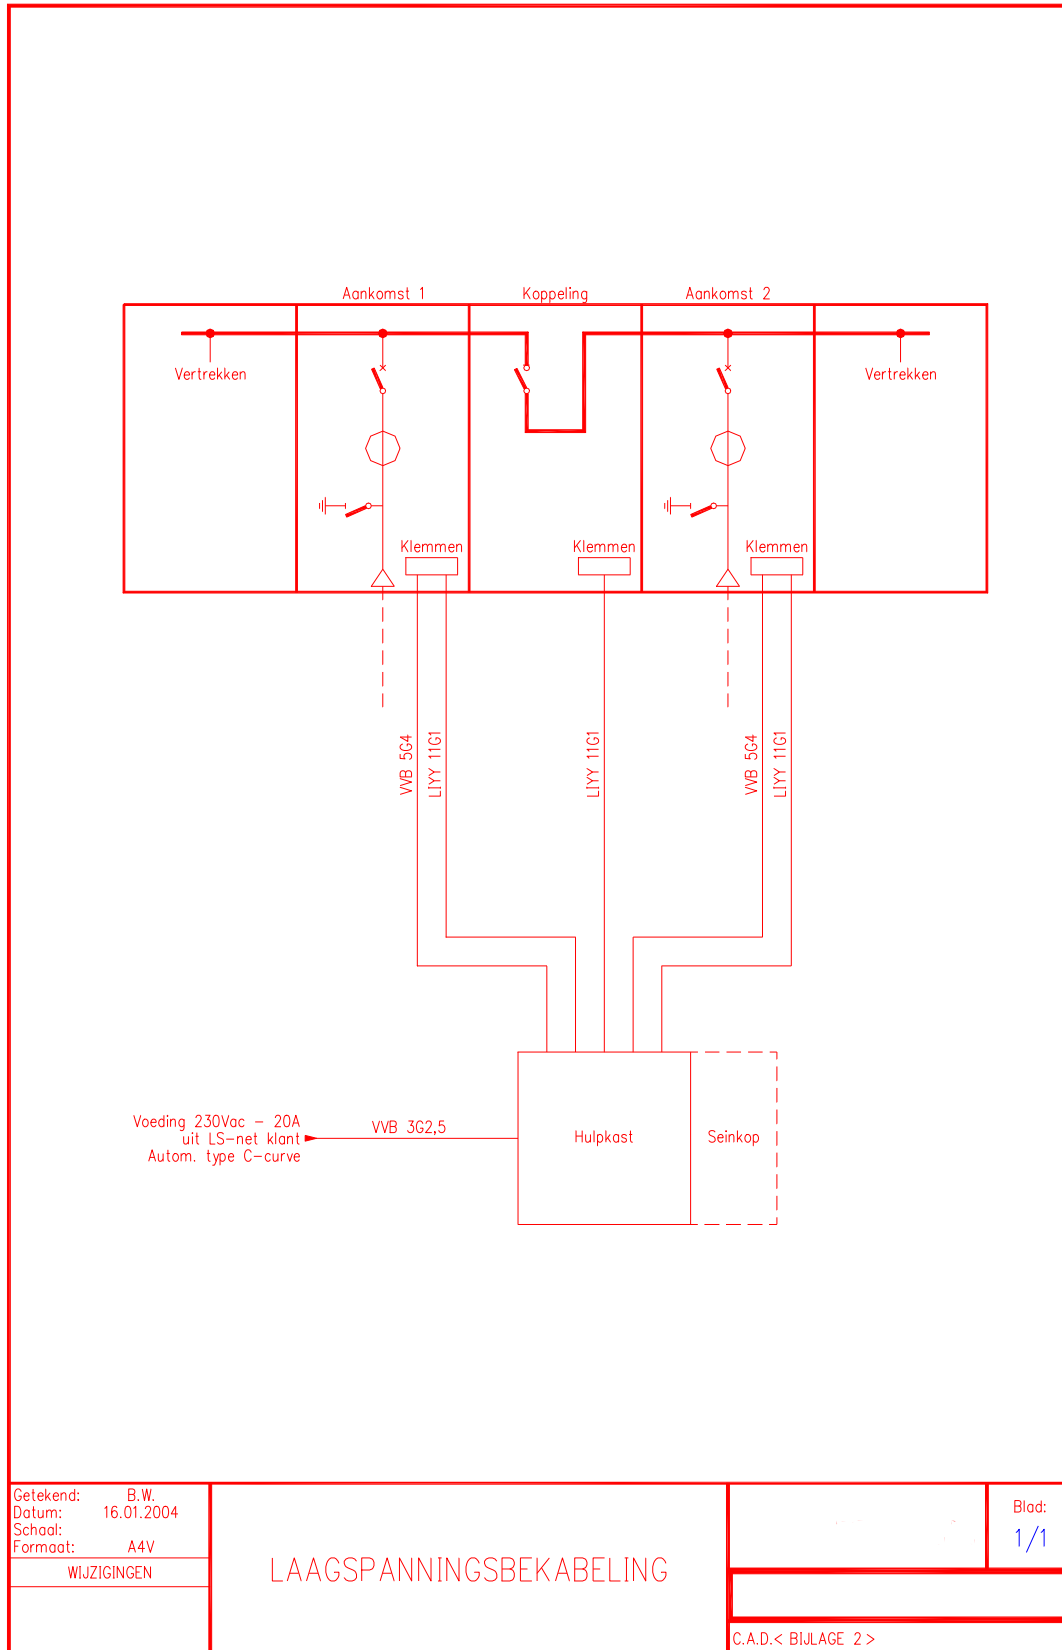 Aankomst 1
Koppeling
Aankomst 2
Vertrekken
Vertrekken
Klemmen
Klemmen
Klemmen
VVB 5G4
LIYY 11G1
LIYY 11G1
VVB 5G4
LIYY 11G1
Voeding 230Vac - 20A
uit LS-net klant
Autom. type C-curve
VVB 3G2,5
Hulpkast
Seinkop
Getekend: B.W.
Datum: 16.01.2004
Schaal:
Formaat: A4V
WIJZIGINGEN
LAAGSPANNINGSBEKABELING
Blad:
1/1
C.A.D.< BIJLAGE 2 >